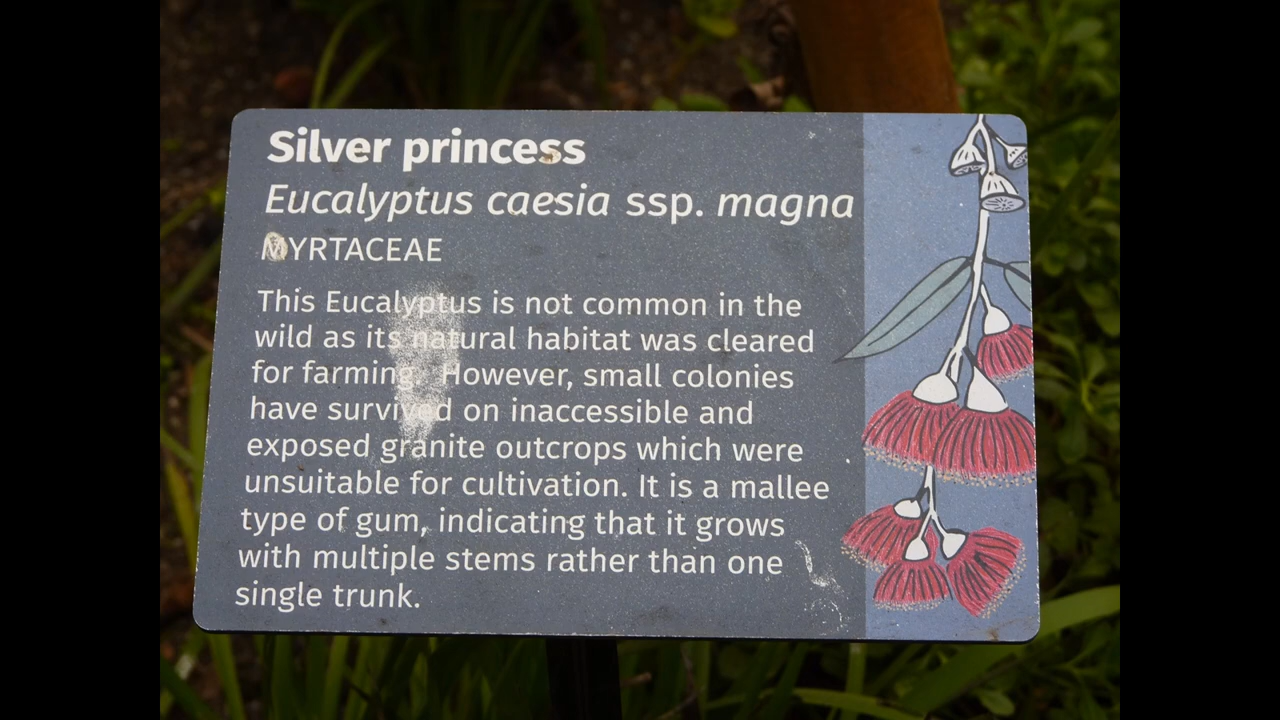 Silver princess
Eucalyptus caesia ssp. magna
MYRTACEAE
This Eucalyptus is not common in the
wild as its natural habitat was cleared
for farming.  However, small colonies
have survived on inaccessible and
exposed granite outcrops which were
unsuitable for cultivation. It is a mallee
type of gum, indicating that it grows
with multiple stems rather than one
single trunk.